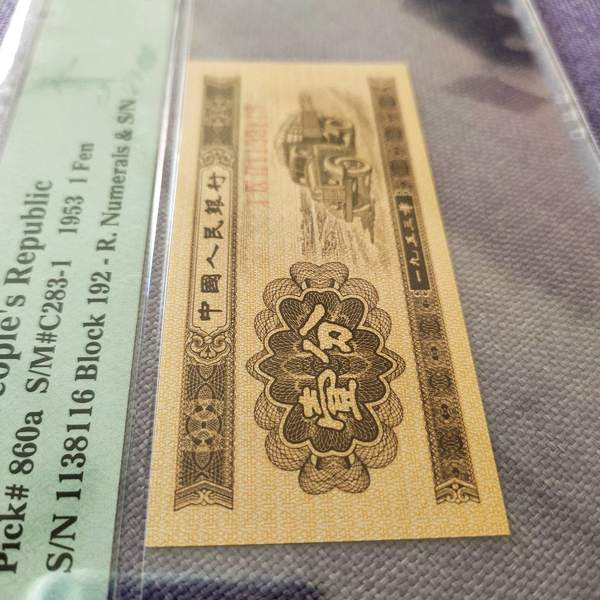 eople's Republic
Pick# 860a S/M#C283-1 1953 1 Fen
S/N 1138116 Block 192 - R. Numerals & S/N
中國人民銀行
壹分
一九五三年